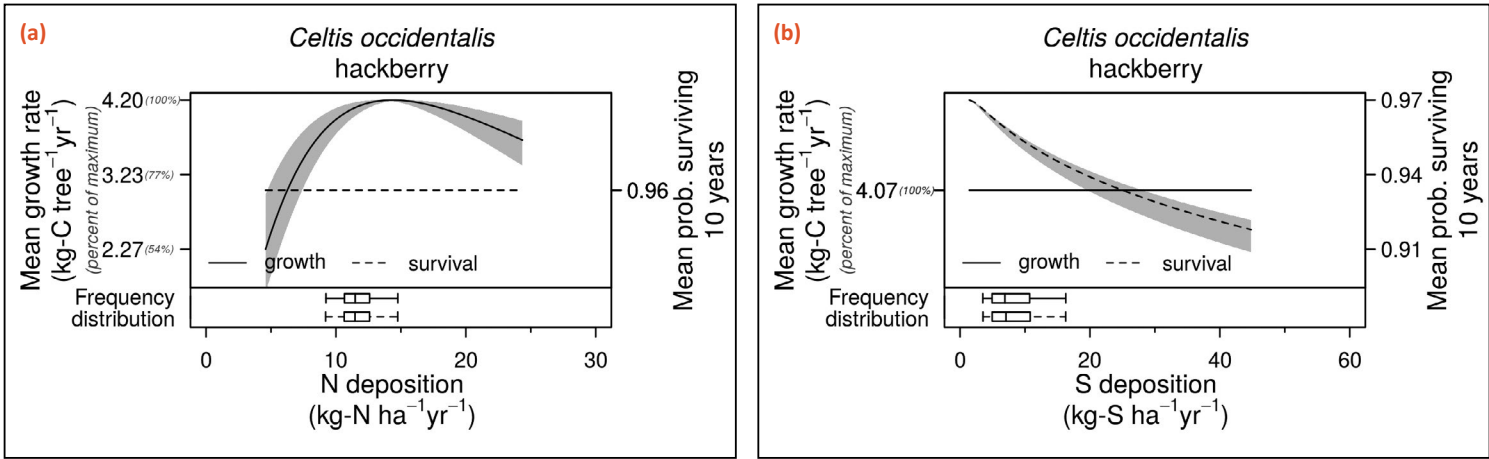 (a)
Celtis occidentalis
hackberry
Mean growth rate
(kg-C tree⁻¹yr⁻¹)
(percent of maximum)
4.20 (100%)
3.23 (77%)
2.27 (54%)
growth
survival
0.96
Mean prob. surviving
10 years
Frequency
distribution
0 10 20 30
N deposition
(kg-N ha⁻¹yr⁻¹)
(b)
Celtis occidentalis
hackberry
Mean growth rate
(kg-C tree⁻¹yr⁻¹)
(percent of maximum)
4.07 (100%)
growth
survival
0.97
0.94
0.91
Mean prob. surviving
10 years
Frequency
distribution
0 20 40 60
S deposition
(kg-S ha⁻¹yr⁻¹)